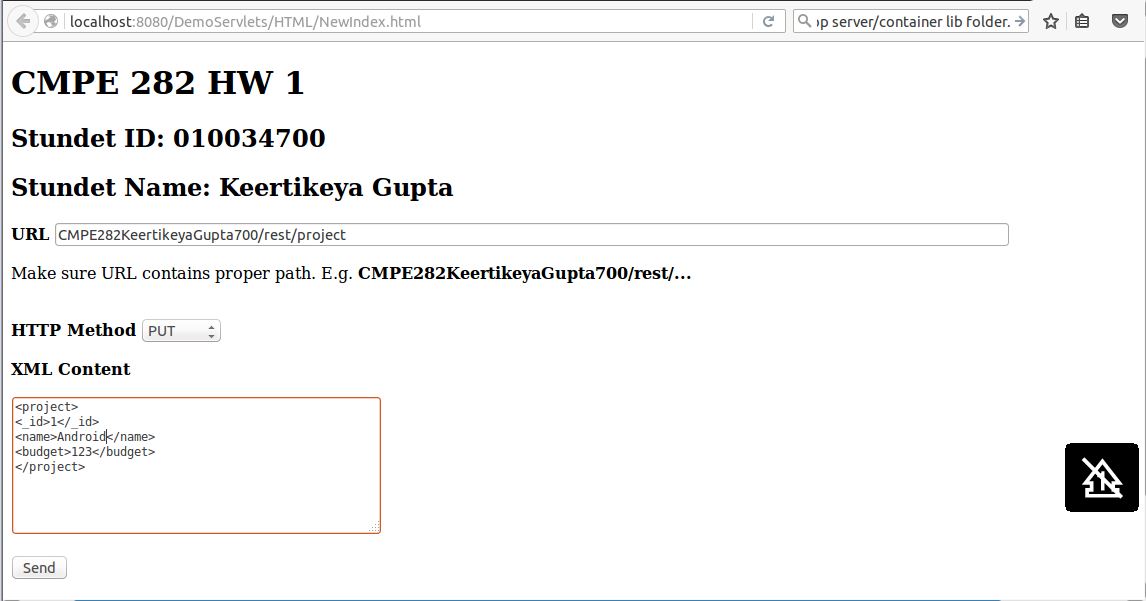 localhost:8080/DemoServlets/HTML/NewIndex.html
p server/container lib folder.
CMPE 282 HW 1
Stundet ID: 010034700
Stundet Name: Keertikeya Gupta
URL CMPE282KeertikeyaGupta700/rest/project
Make sure URL contains proper path. E.g. CMPE282KeertikeyaGupta700/rest/...
HTTP Method PUT
XML Content
<project>
<_id>1</_id>
<name>Android</name>
<budget>123</budget>
</project>
Send